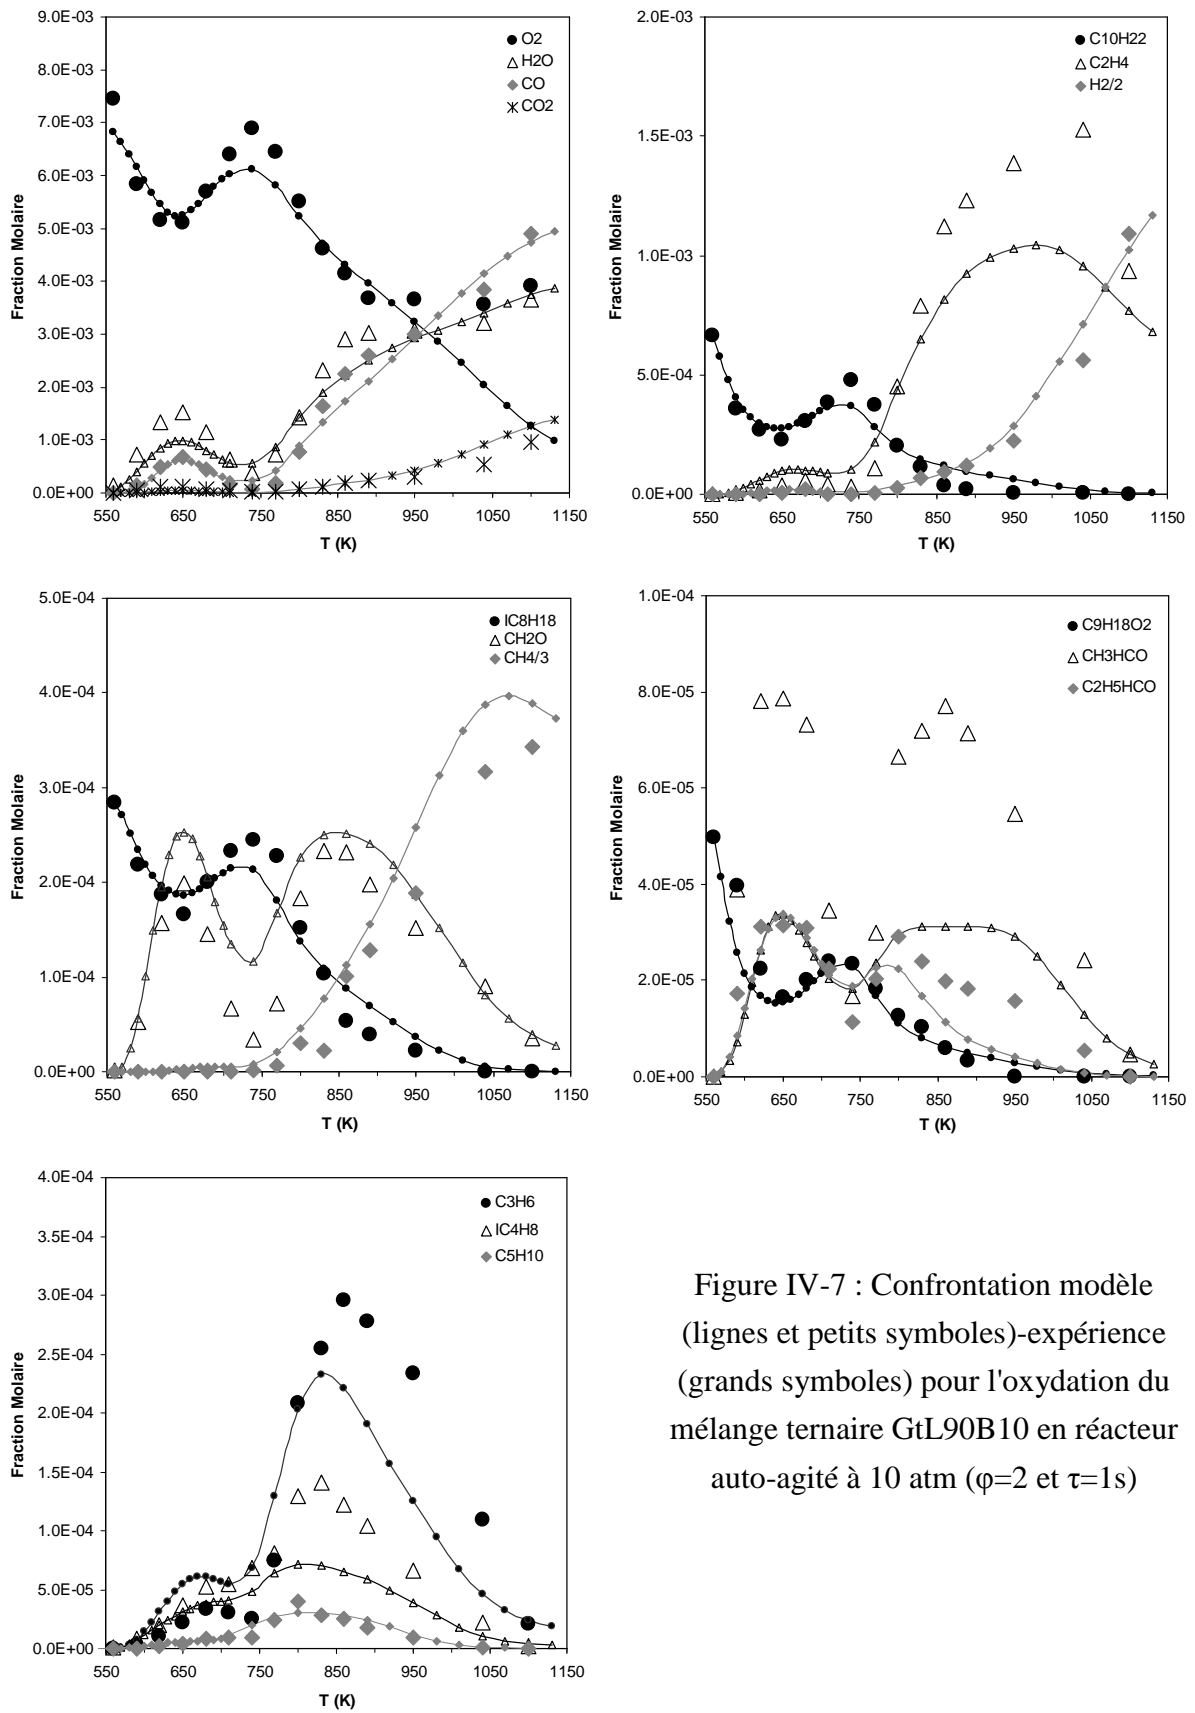 9.0E-03
8.0E-03
7.0E-03
6.0E-03
5.0E-03
4.0E-03
3.0E-03
2.0E-03
1.0E-03
0.0E+00
Fraction Molaire
O2
H2O
CO
CO2
550 650 750 850 950 1050 1150
T (K)
2.0E-03
1.5E-03
1.0E-03
5.0E-04
0.0E+00
Fraction Molaire
C10H22
C2H4
H2/2
550 650 750 850 950 1050 1150
T (K)
5.0E-04
4.0E-04
3.0E-04
2.0E-04
1.0E-04
0.0E+00
Fraction Molaire
IC8H18
CH2O
CH4/3
550 650 750 850 950 1050 1150
T (K)
1.0E-04
8.0E-05
6.0E-05
4.0E-05
2.0E-05
0.0E+00
Fraction Molaire
C9H18O2
CH3HCO
C2H5HCO
550 650 750 850 950 1050 1150
T (K)
4.0E-04
3.5E-04
3.0E-04
2.5E-04
2.0E-04
1.5E-04
1.0E-04
5.0E-05
0.0E+00
Fraction Molaire
C3H6
IC4H8
C5H10
550 650 750 850 950 1050 1150
T (K)
Figure IV-7 : Confrontation modèle
(lignes et petits symboles)-expérience
(grands symboles) pour l'oxydation du
mélange ternaire GtL90B10 en réacteur
auto-agité à 10 atm (φ=2 et τ=1s)